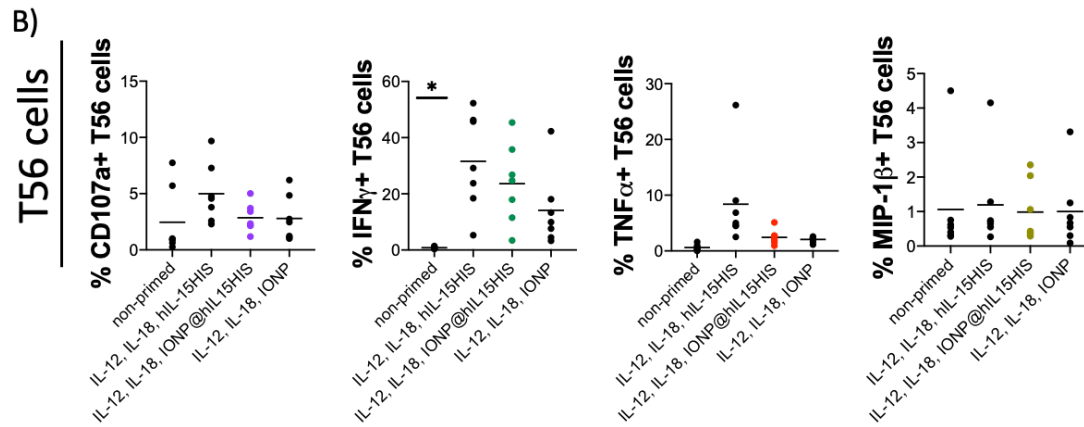 B)
T56 cells
% CD107a+ T56 cells
15
10
5
0
non-primed
IL-12, IL-18, hIL-15HIS
IL-12, IL-18, IONP@hIL15HIS
IL-12, IL-18, IONP
% IFNγ+ T56 cells
60
40
20
0
*
non-primed
IL-12, IL-18, hIL-15HIS
IL-12, IL-18, IONP@hIL15HIS
IL-12, IL-18, IONP
% TNFα+ T56 cells
30
20
10
0
non-primed
IL-12, IL-18, hIL-15HIS
IL-12, IL-18, IONP@hIL15HIS
IL-12, IL-18, IONP
% MIP-1β+ T56 cells
5
4
3
2
1
0
non-primed
IL-12, IL-18, hIL-15HIS
IL-12, IL-18, IONP@hIL15HIS
IL-12, IL-18, IONP